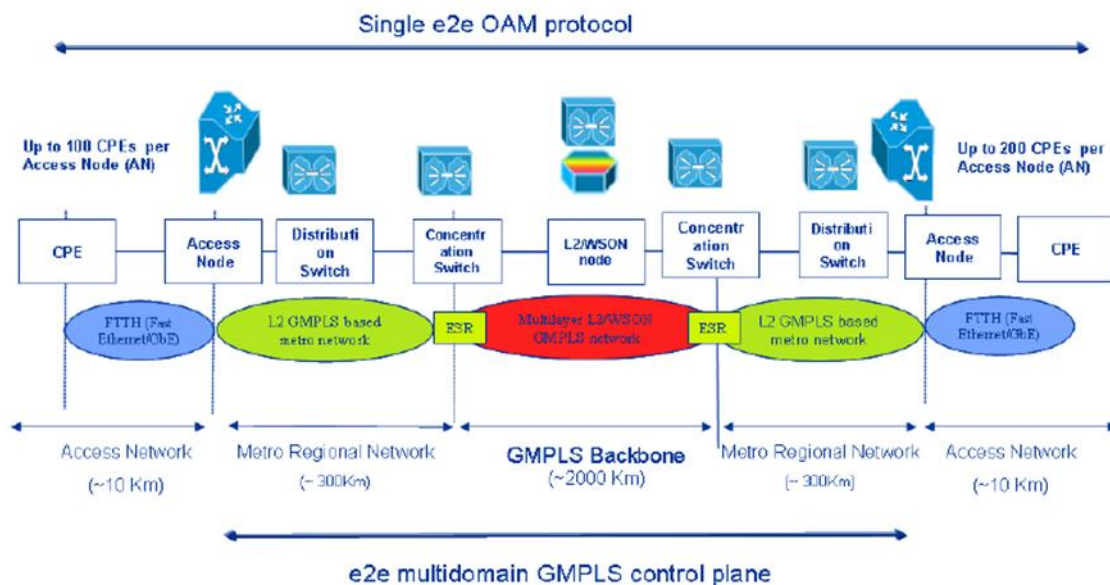 Single e2e OAM protocol
Up to 100 CPEs per
Access Node (AN)
Up to 200 CPEs per
Access Node (AN)
CPE
Access
Node
Distributi
on
Switch
Concentr
ation
Switch
L2/WSON
node
Concentr
ation
Switch
Distributi
on
Switch
Access
Node
CPE
FTTH (Fast
Ethernet/GbE)
L2 GMPLS based
metro network
ESR
Multilayer L2/WSON
GMPLS network
ESR
L2 GMPLS based
metro network
FTTH (Fast
Ethernet/GbE)
Access Network
(~10 Km)
Metro Regional Network
(~ 300Km)
GMPLS Backbone
(~2000 Km)
Metro Regional Network
(~ 300Km)
Access Network
(~10 Km)
e2e multidomain GMPLS control plane